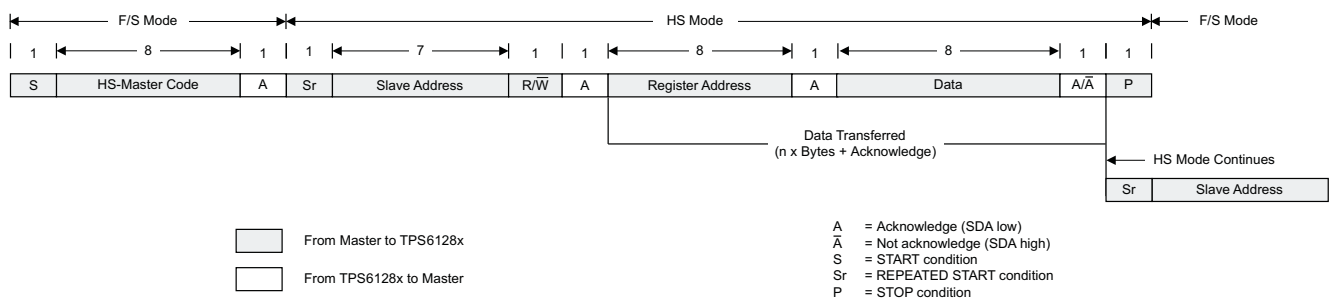 F/S Mode HS Mode F/S Mode
1 8 1 1 7 1 1 8 1 8 1 1
S HS-Master Code A Sr Slave Address R/W̅ A Register Address A Data A/A̅ P
Data Transferred
(n x Bytes + Acknowledge)
HS Mode Continues
Sr Slave Address
From Master to TPS6128x
From TPS6128x to Master
A = Acknowledge (SDA low)
A̅ = Not acknowledge (SDA high)
S = START condition
Sr = REPEATED START condition
P = STOP condition